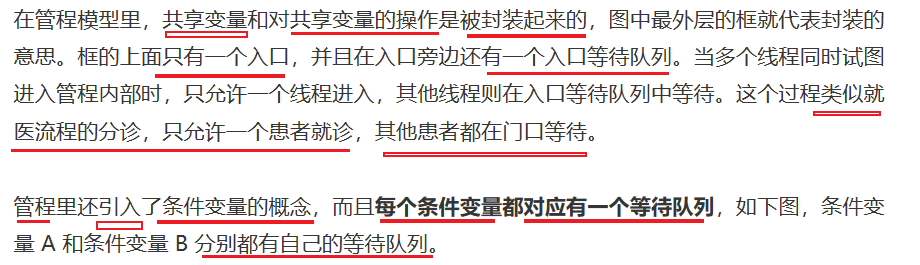 在管程模型里，共享变量和对共享变量的操作是被封装起来的，图中最外层的框就代表封装的
意思。框的上面只有一个入口，并且在入口旁边还有一个入口等待队列。当多个线程同时试图
进入管程内部时，只允许一个线程进入，其他线程则在入口等待队列中等待。这个过程类似就
医流程的分诊，只允许一个患者就诊，其他患者都在门口等待。
管程里还引入了条件变量的概念，而且每个条件变量都对应有一个等待队列，如下图，条件变
量 A 和条件变量 B 分别都有自己的等待队列。